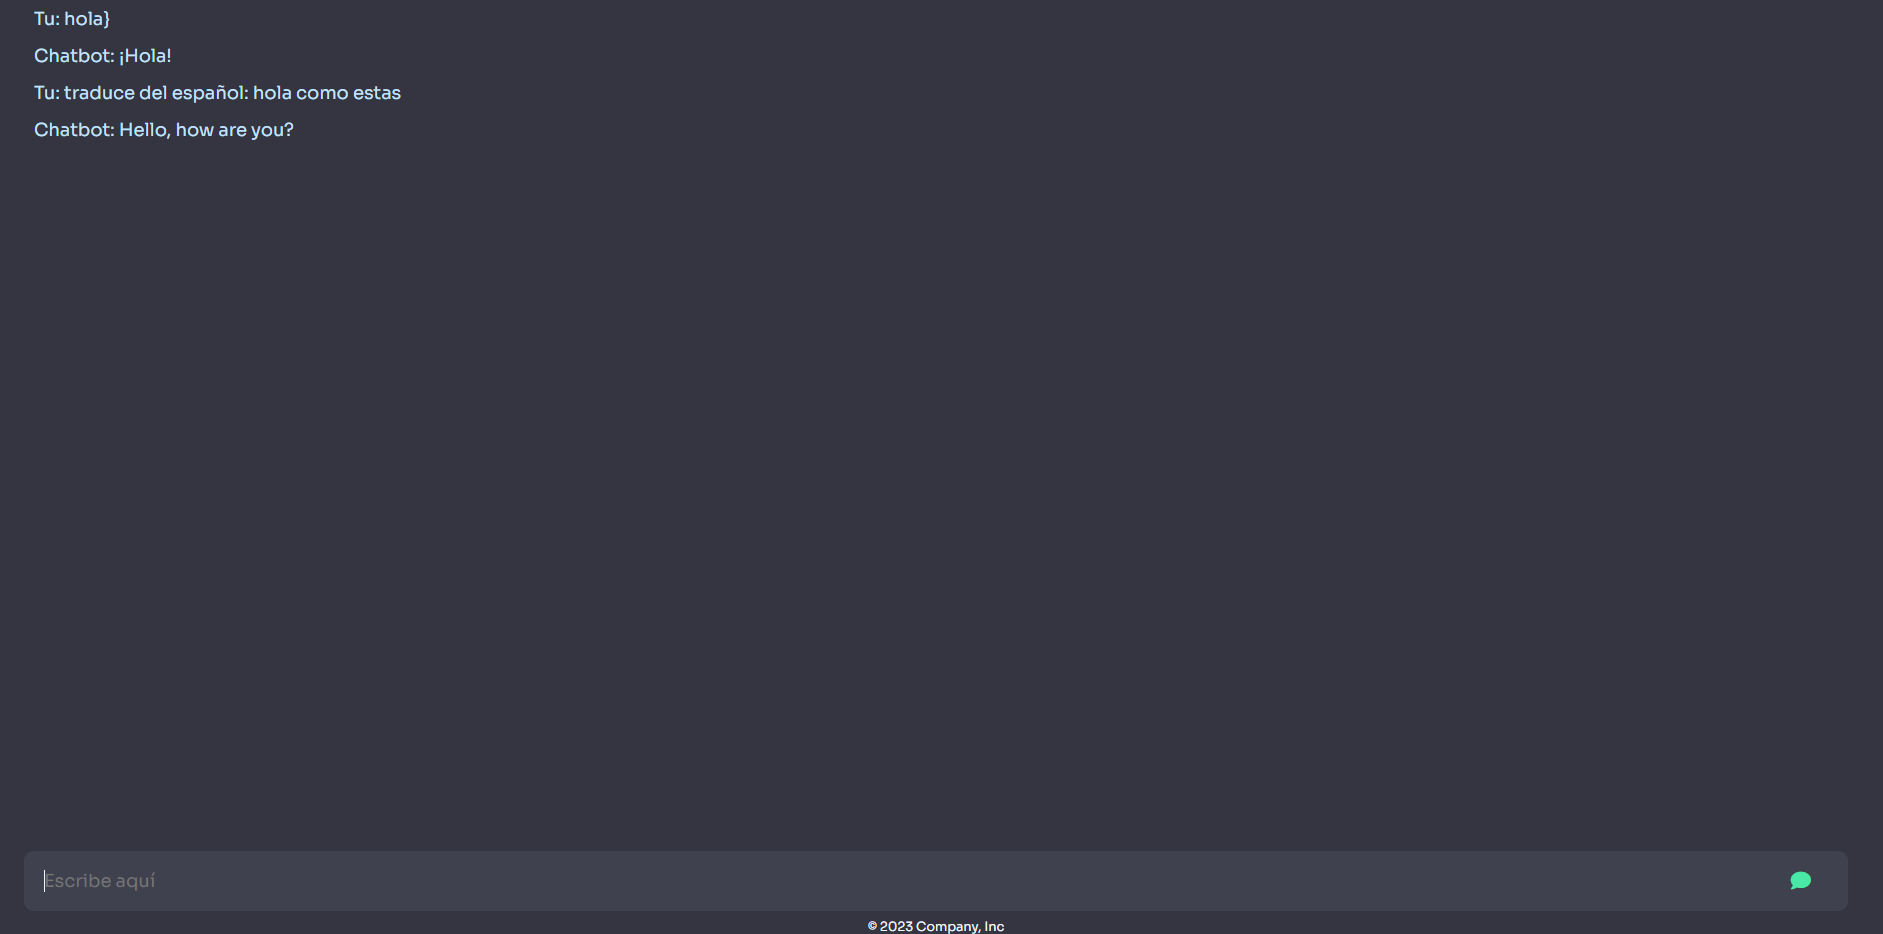 Tu: hola}
Chatbot: ¡Hola!
Tu: traduce del español: hola como estas
Chatbot: Hello, how are you?
Escribe aquí
© 2023 Company, Inc